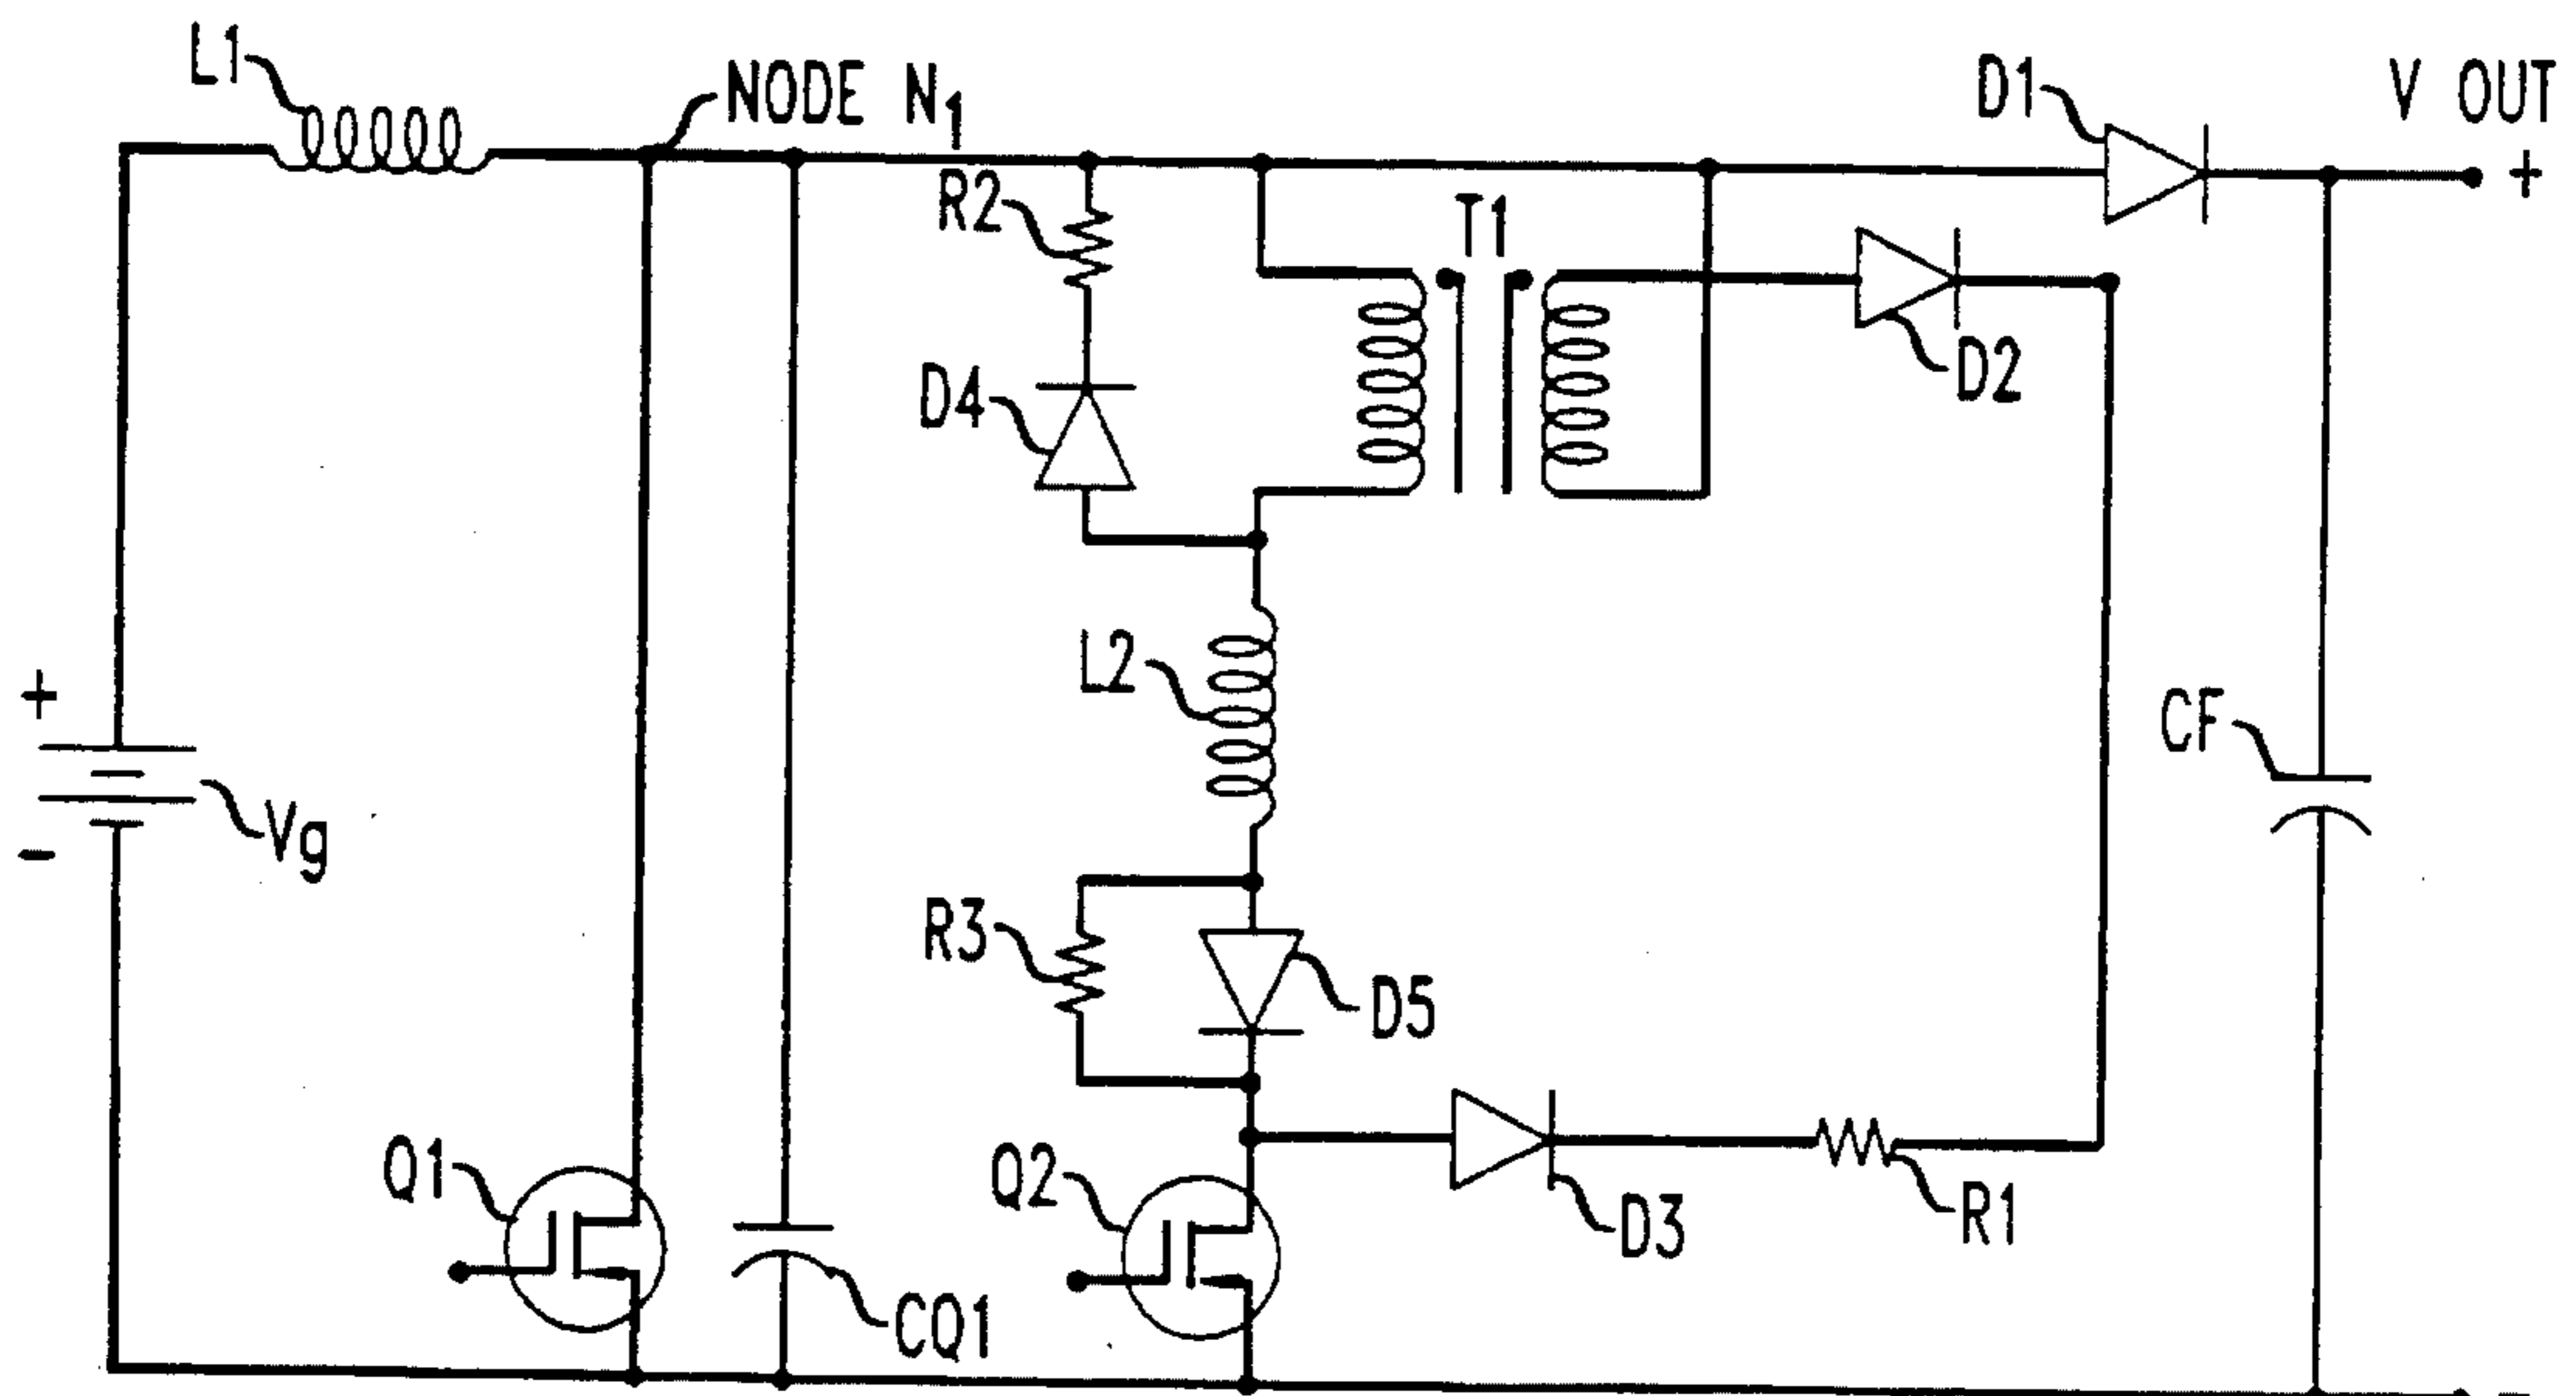 L1
NODE N1
D1
V OUT
+
R2
T1
D4
D2
L2
CF
+
Vg
-
R3
D5
Q1
Q2
D3
R1
CQ1